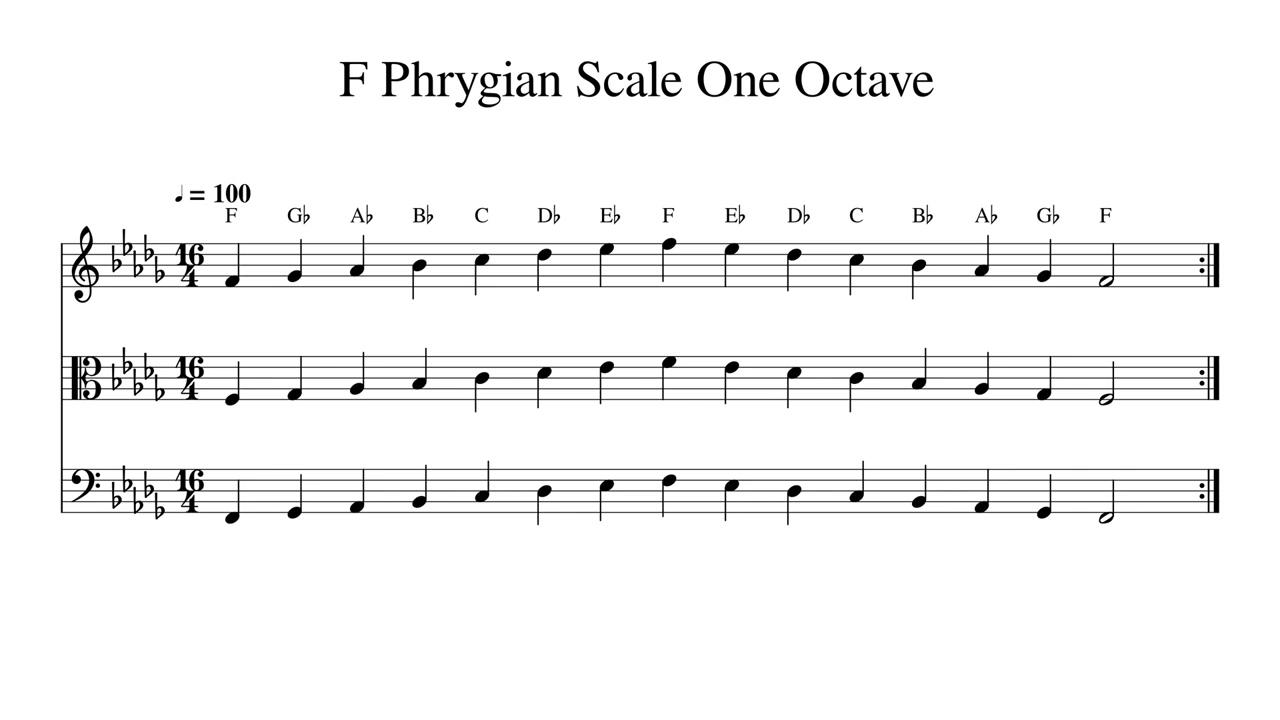 F Phrygian Scale One Octave
♩ = 100
F G♭ A♭ B♭ C D♭ E♭ F E♭ D♭ C B♭ A♭ G♭ F
16
4
16
4
16
4